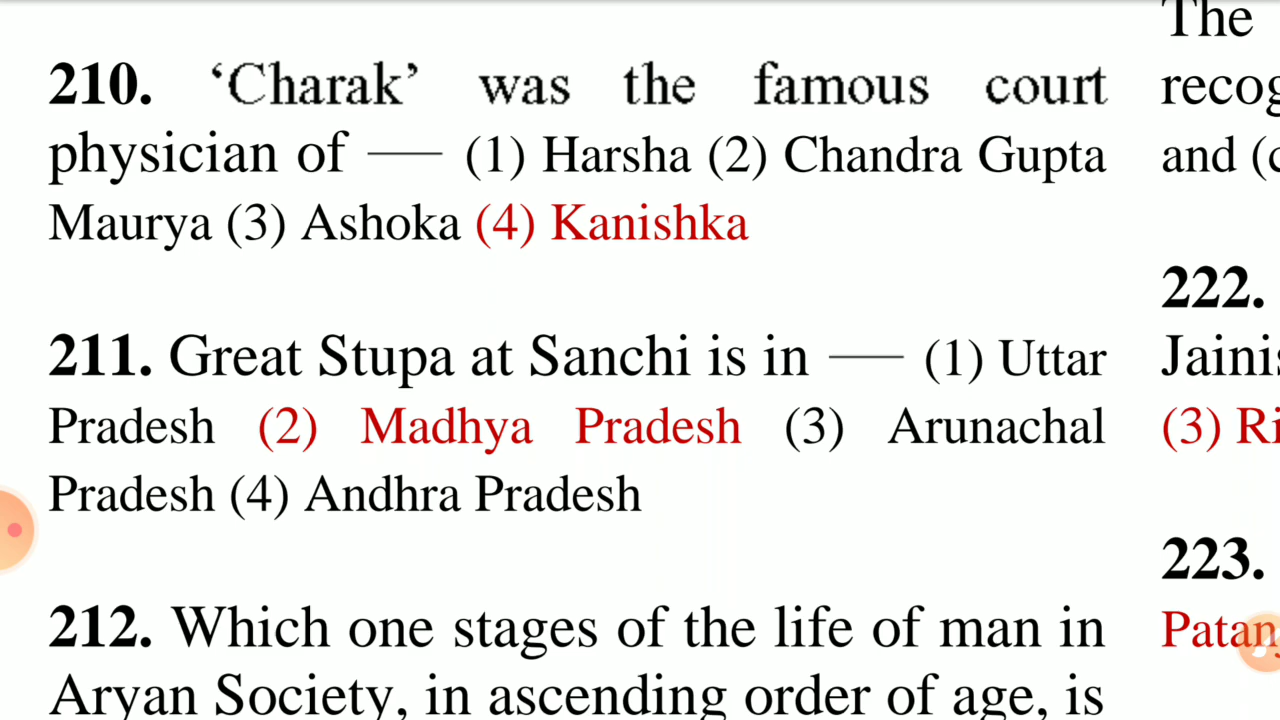 210. ‘Charak’ was the famous court
physician of — (1) Harsha (2) Chandra Gupta
Maurya (3) Ashoka (4) Kanishka
211. Great Stupa at Sanchi is in — (1) Uttar
Pradesh (2) Madhya Pradesh (3) Arunachal
Pradesh (4) Andhra Pradesh
212. Which one stages of the life of man in
Aryan Society, in ascending order of age, is
The
and
222.
(3)
223.